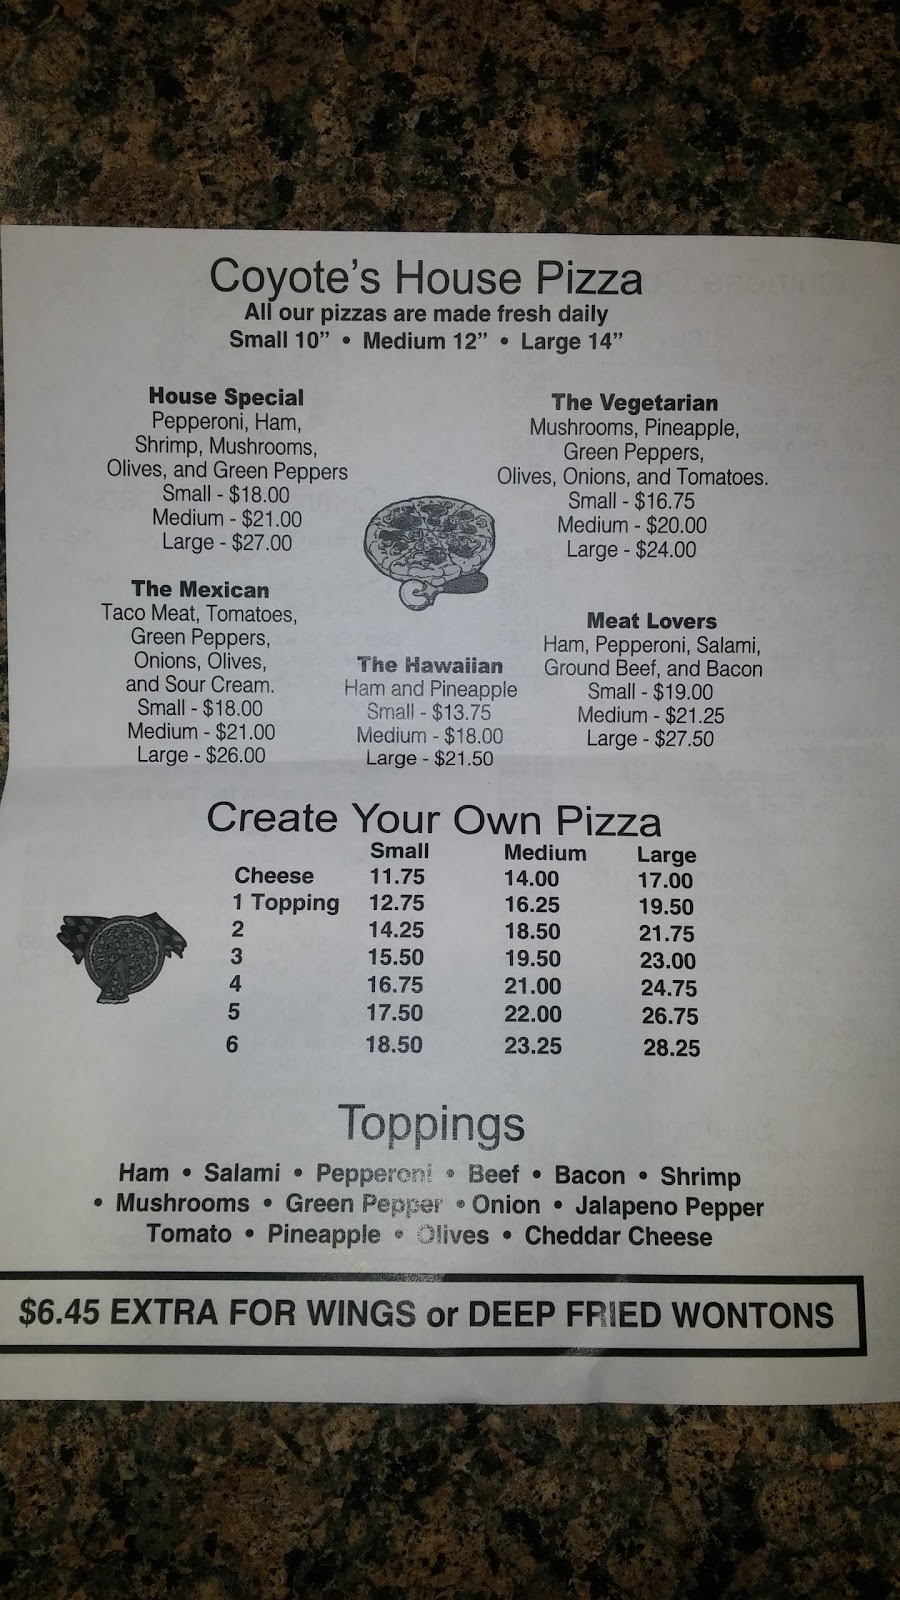 Coyote's House Pizza
All our pizzas are made fresh daily
Small 10" • Medium 12" • Large 14"
House Special
Pepperoni, Ham,
Shrimp, Mushrooms,
Olives, and Green Peppers
Small - $18.00
Medium - $21.00
Large - $27.00
The Vegetarian
Mushrooms, Pineapple,
Green Peppers,
Olives, Onions, and Tomatoes.
Small - $16.75
Medium - $20.00
Large - $24.00
The Mexican
Taco Meat, Tomatoes,
Green Peppers,
Onions, Olives,
and Sour Cream.
Small - $18.00
Medium - $21.00
Large - $26.00
The Hawaiian
Ham and Pineapple
Small - $13.75
Medium - $18.00
Large - $21.50
Meat Lovers
Ham, Pepperoni, Salami,
Ground Beef, and Bacon
Small - $19.00
Medium - $21.25
Large - $27.50
Create Your Own Pizza
Small Medium Large
Cheese 11.75 14.00 17.00
1 Topping 12.75 16.25 19.50
2 14.25 18.50 21.75
3 15.50 19.50 23.00
4 16.75 21.00 24.75
5 17.50 22.00 26.75
6 18.50 23.25 28.25
Toppings
Ham • Salami • Pepperoni • Beef • Bacon • Shrimp
• Mushrooms • Green Pepper • Onion • Jalapeno Pepper
Tomato • Pineapple • Olives • Cheddar Cheese
$6.45 EXTRA FOR WINGS or DEEP FRIED WONTONS